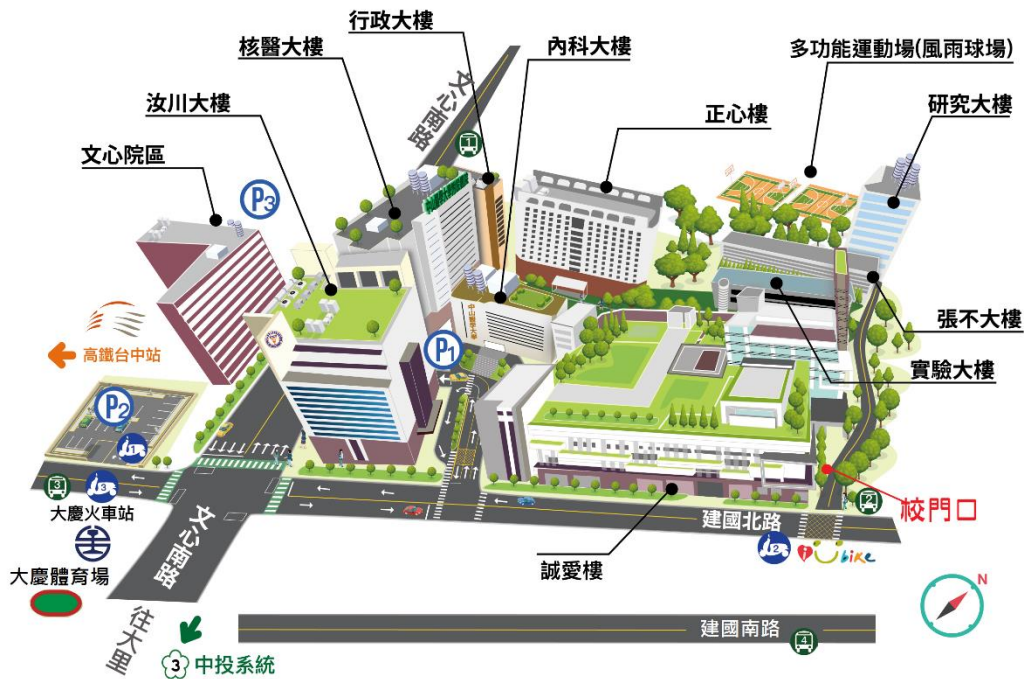 行政大樓
核醫大樓
內科大樓
多功能運動場(風雨球場)
汝川大樓
文心南路
正心樓
研究大樓
文心院區
1
P3
張不大樓
高鐵台中站
P1
實驗大樓
P2
1
3
3
大慶火車站
2
校門口
建國北路
2
i Ubike
文心南路
大慶體育場
誠愛樓
N
往大里
建國南路
4
3 中投系統